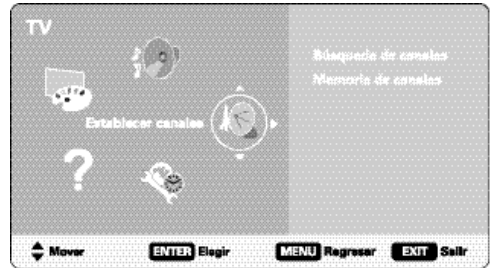 TV
Búsqueda de canales
Memoria de canales
Establecer canales
Mover ENTER Elegir MENU Regresar EXIT Salir